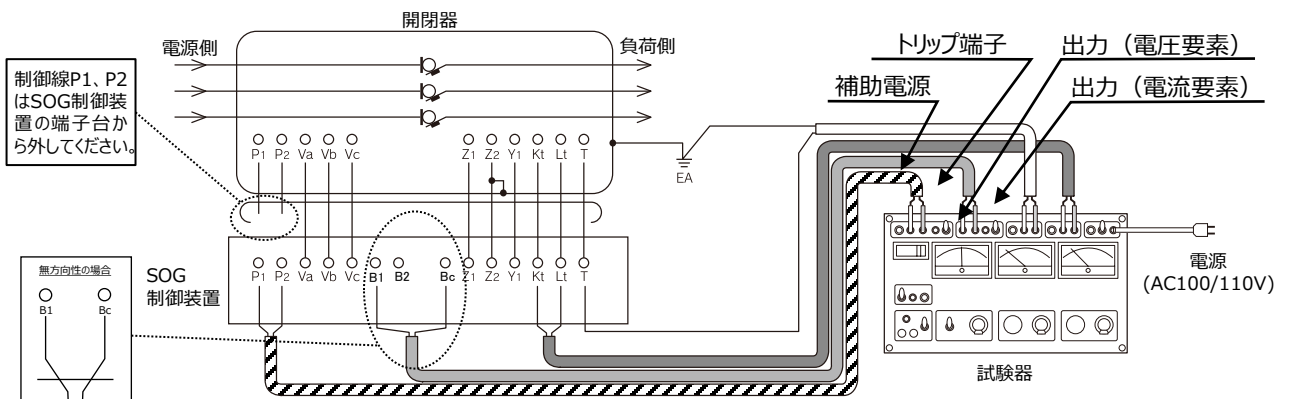 開閉器
電源側
負荷側
制御線P1、P2
はSOG制御装
置の端子台か
ら外してください。
P1 P2 Va Vb Vc
Z1 Z2 Y1 Kt Lt T
EA
トリップ端子
出力（電圧要素）
補助電源
出力（電流要素）
電源
(AC100/110V)
試験器
SOG
制御装置
P1 P2 Va Vb Vc B1 B2 Bc Z1 Z2 Y1 Kt Lt T
無方向性の場合
B1 Bc